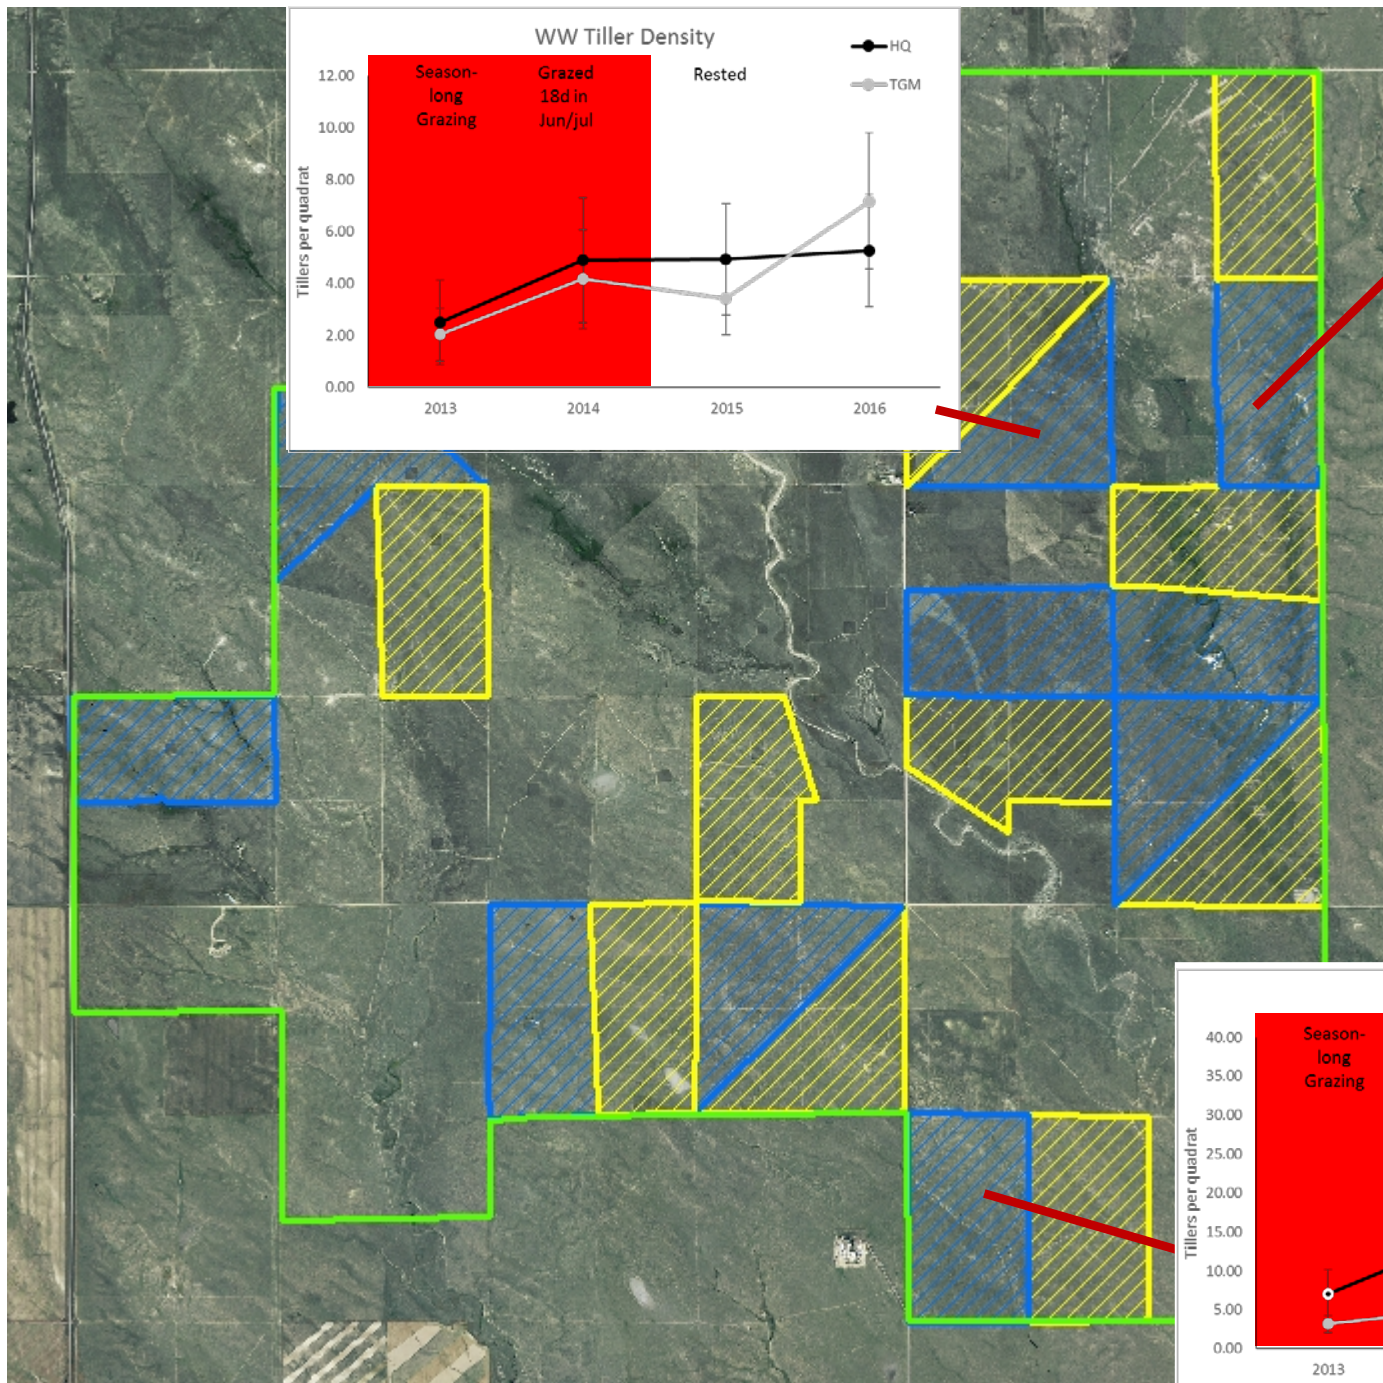 WW Tiller Density
HQ
TGM
Season-
long
Grazing
Grazed
18d in
Jun/jul
Rested
Tillers per quadrat
12.00
10.00
8.00
6.00
4.00
2.00
0.00
2013
2014
2015
2016
Season-
long
Grazing
Tillers per quadrat
40.00
35.00
30.00
25.00
20.00
15.00
10.00
5.00
0.00
2013